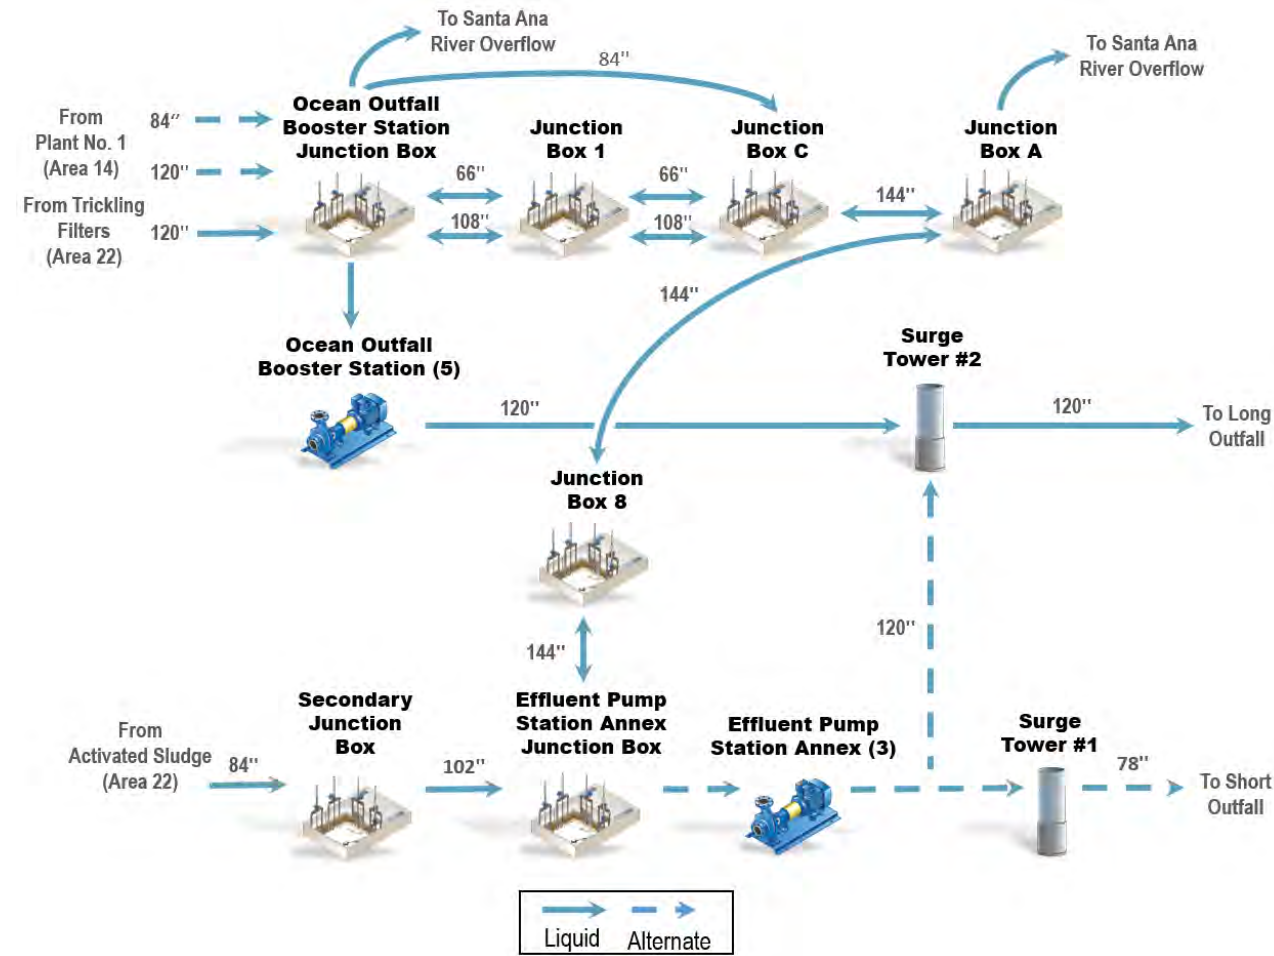 To Santa Ana
River Overflow
84"
To Santa Ana
River Overflow
From
Plant No. 1
(Area 14)
84"
120"
From Trickling
Filters
(Area 22)
120"
Ocean Outfall
Booster Station
Junction Box
66"
108"
Junction
Box 1
66"
108"
Junction
Box C
144"
Junction
Box A
144"
Ocean Outfall
Booster Station (5)
120"
Surge
Tower #2
120"
To Long
Outfall
Junction
Box 8
144"
120"
From
Activated Sludge
(Area 22)
84"
Secondary
Junction
Box
102"
Effluent Pump
Station Annex
Junction Box
Effluent Pump
Station Annex (3)
Surge
Tower #1
78"
To Short
Outfall
Liquid
Alternate